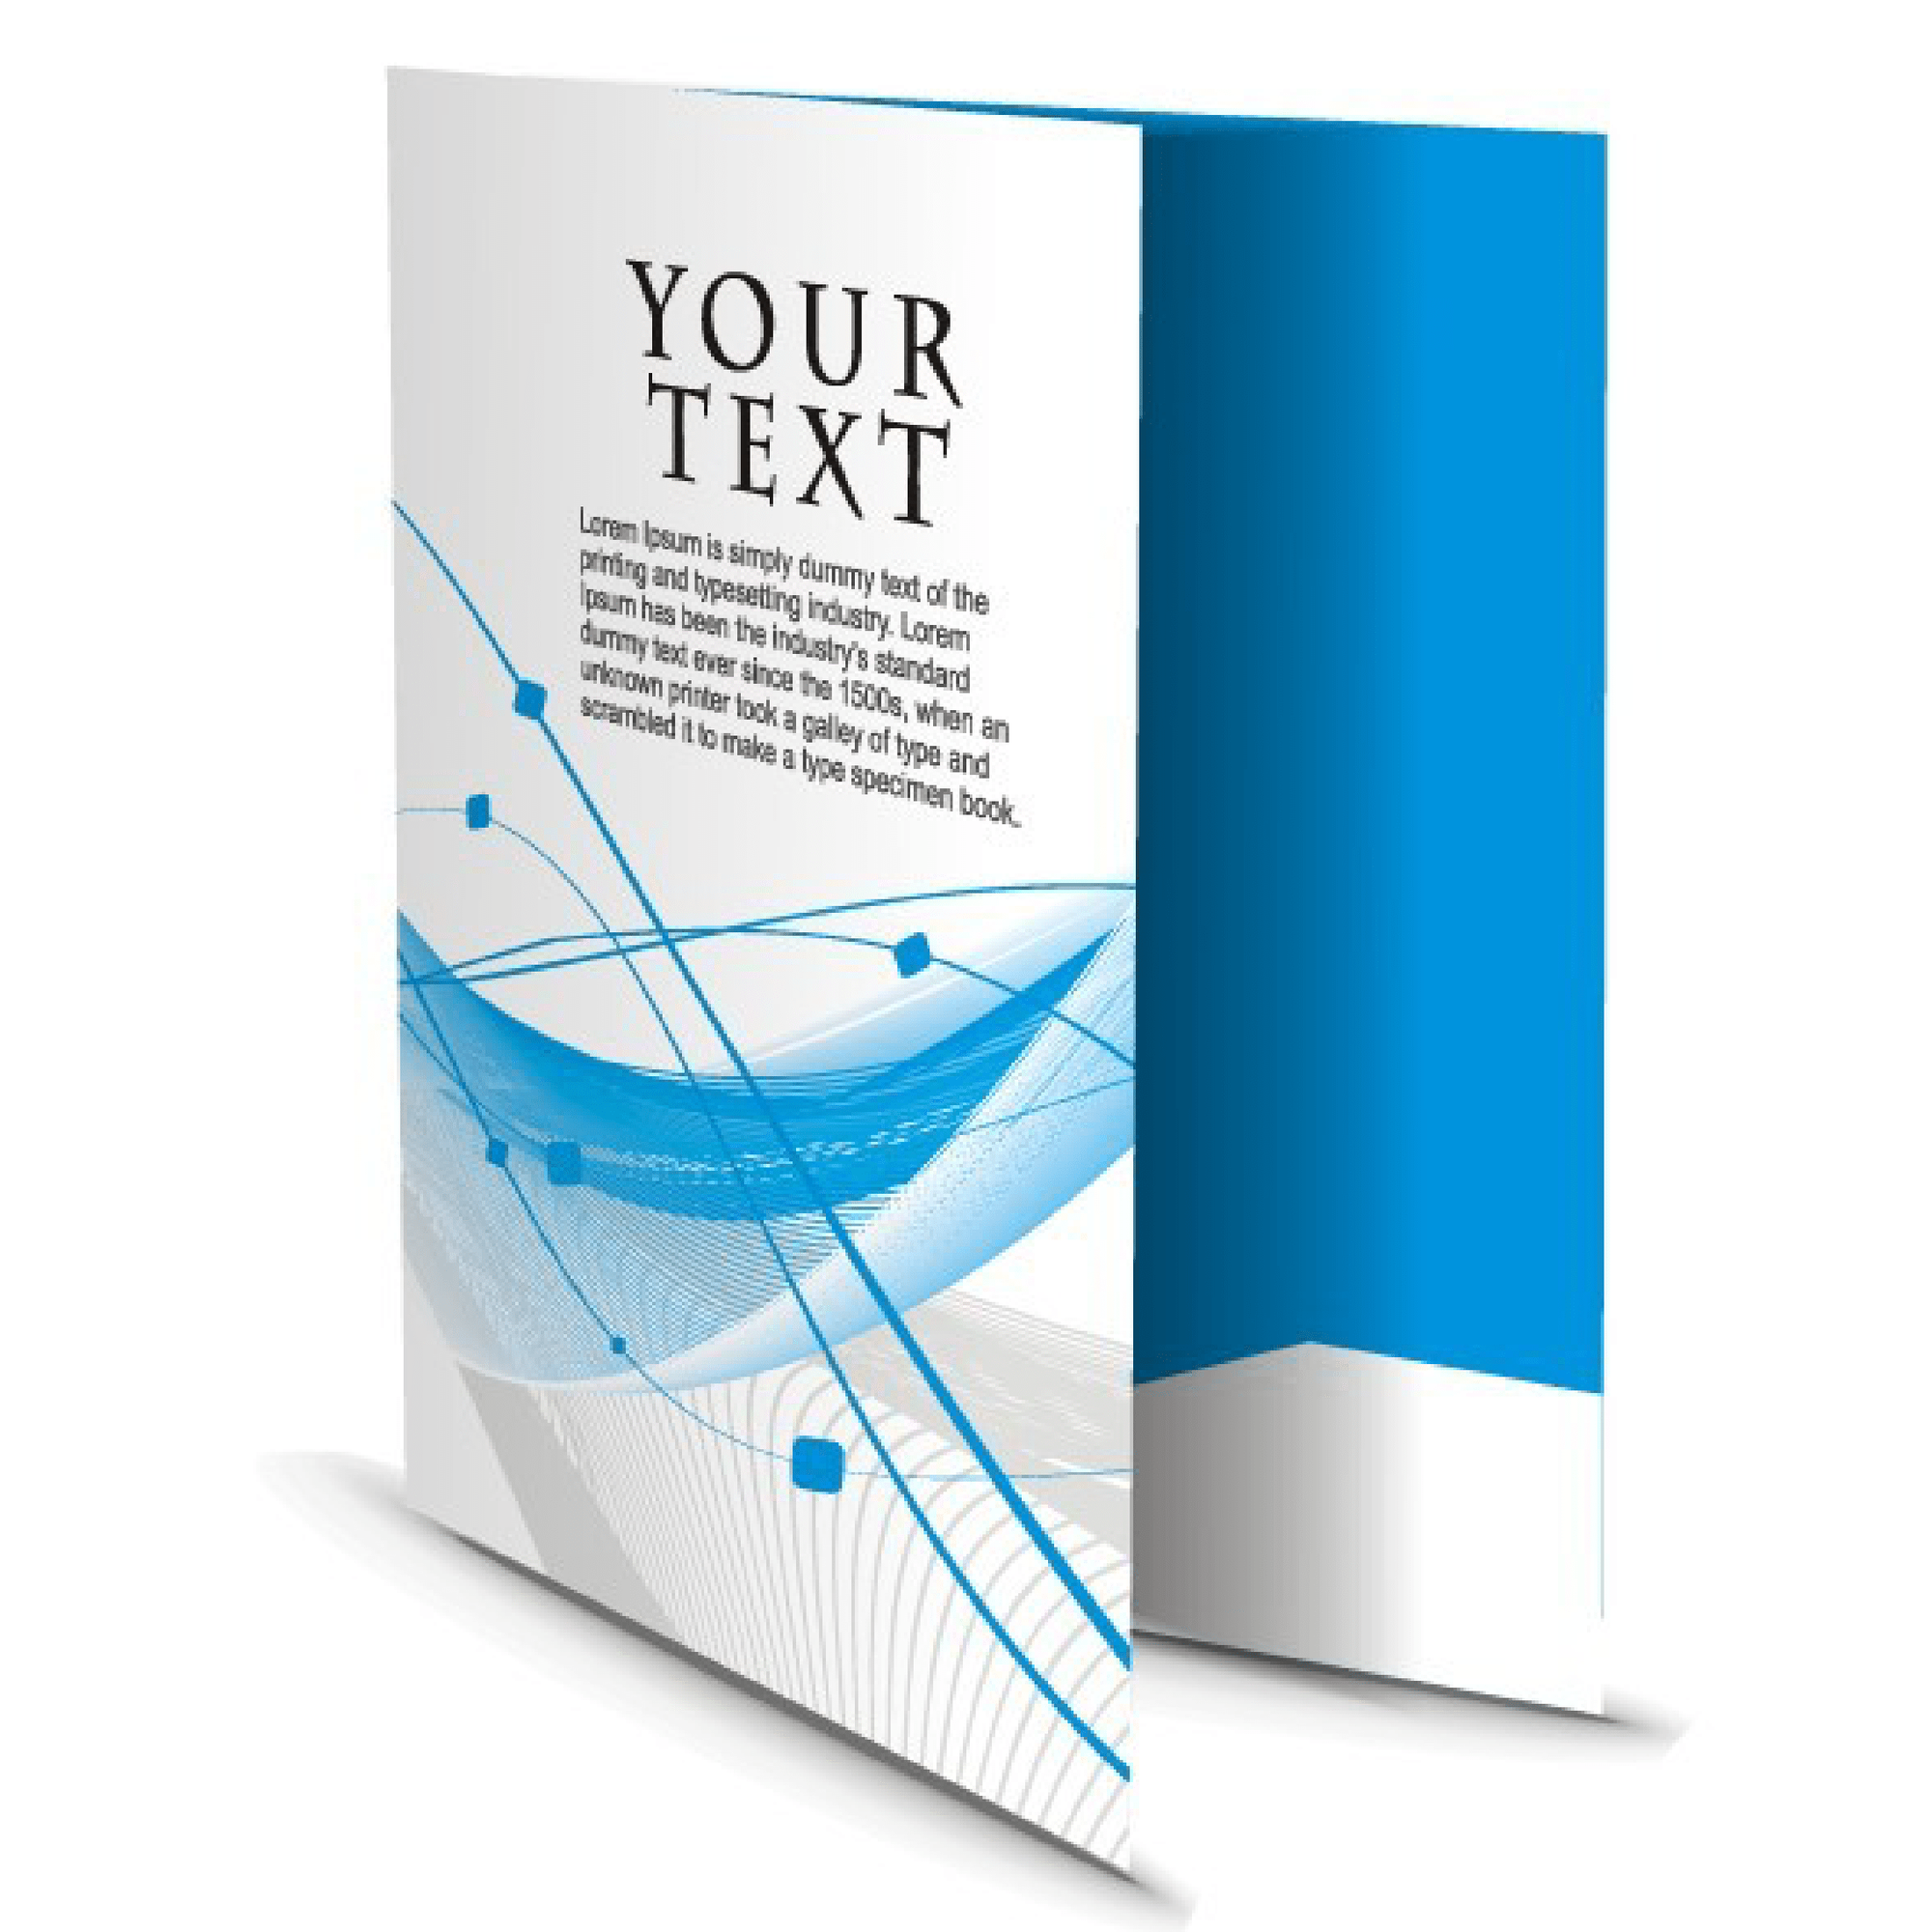 YOUR
TEXT
Lorem Ipsum is simply dummy text of the
printing and typesetting industry. Lorem
Ipsum has been the industry's standard
dummy text ever since the 1500s, when an
unknown printer took a galley of type and
scrambled it to make a type specimen book.